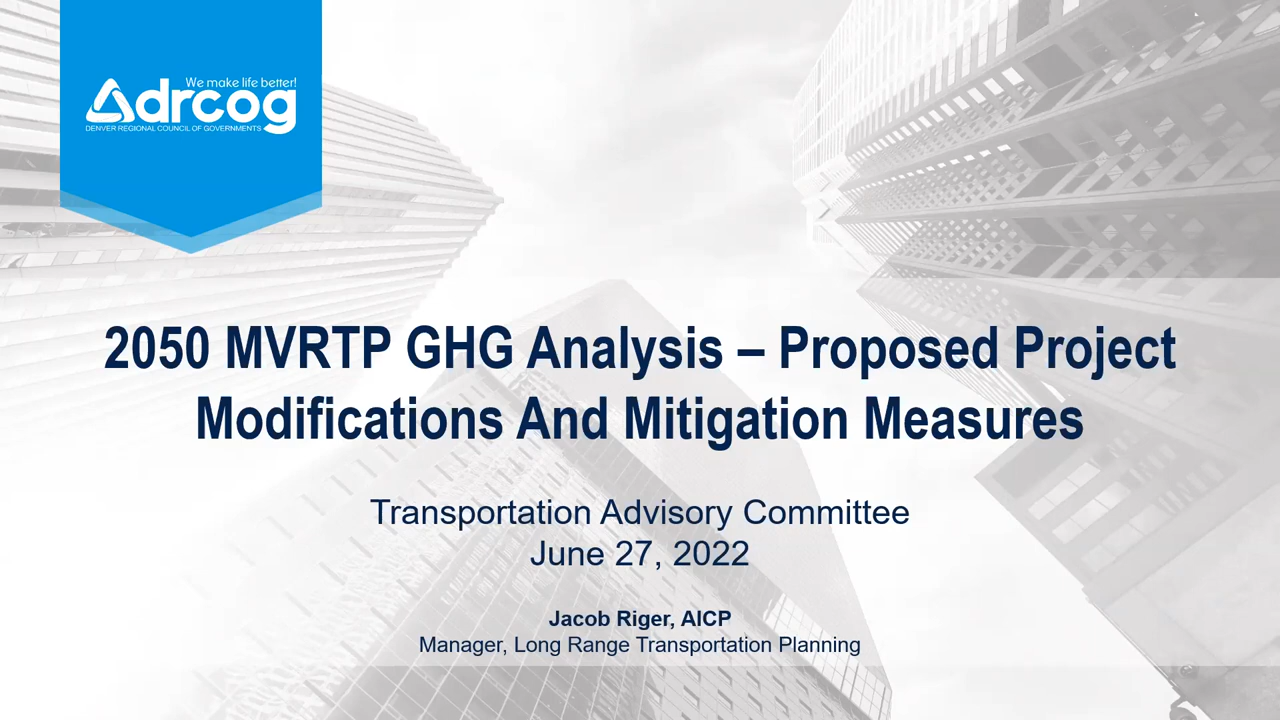 We make life better!
drcog
DENVER REGIONAL COUNCIL OF GOVERNMENTS
2050 MVRTP GHG Analysis – Proposed Project
Modifications And Mitigation Measures
Transportation Advisory Committee
June 27, 2022
Jacob Riger, AICP
Manager, Long Range Transportation Planning